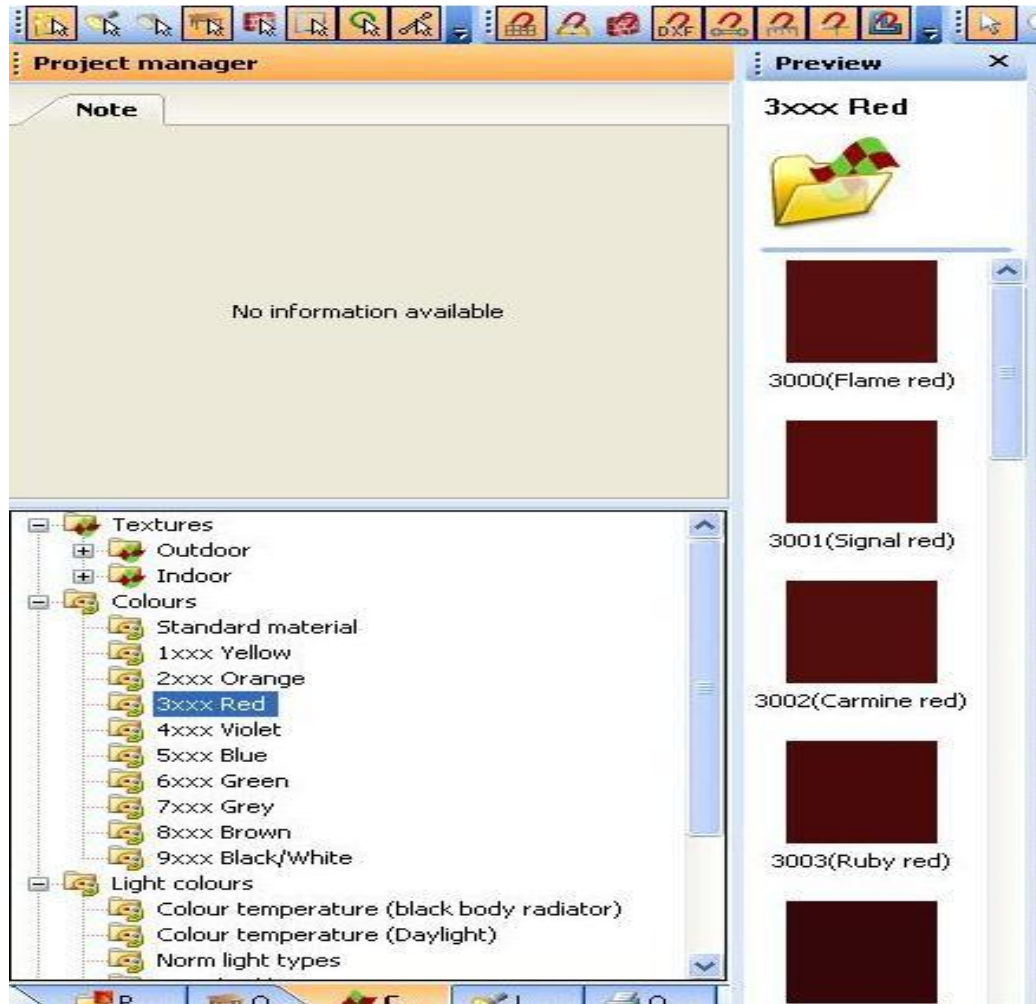 DXF
Project manager
Note
No information available
Textures
Outdoor
Indoor
Colours
Standard material
1xxx Yellow
2xxx Orange
3xxx Red
4xxx Violet
5xxx Blue
6xxx Green
7xxx Grey
8xxx Brown
9xxx Black/White
Light colours
Colour temperature (black body radiator)
Colour temperature (Daylight)
Norm light types
Preview
3xxx Red
3000(Flame red)
3001(Signal red)
3002(Carmine red)
3003(Ruby red)